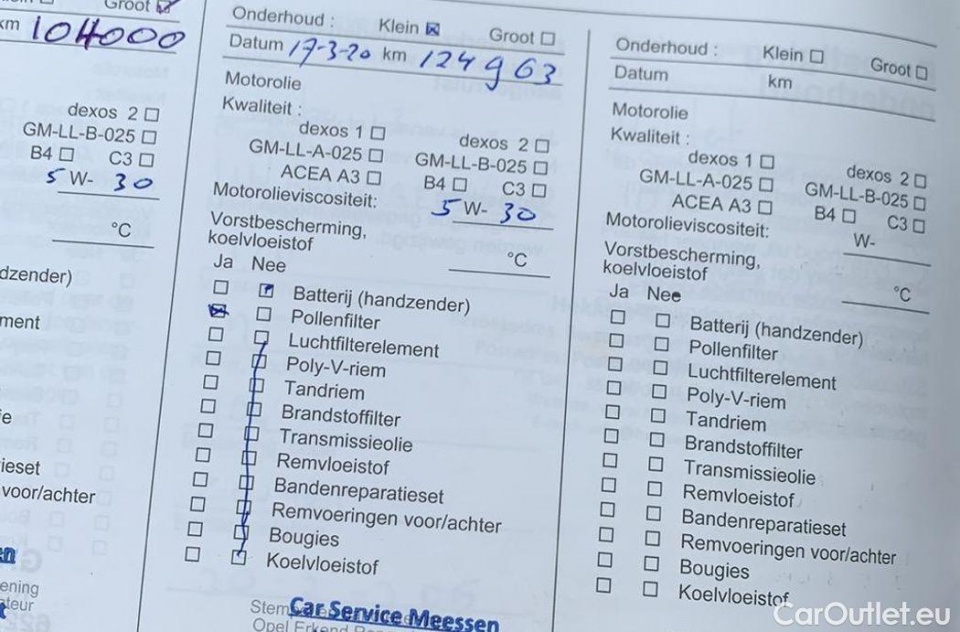 Groot
km 104000
dexos 2
GM-LL-B-025
B4 C3
5 W- 30
°C
dzender)
ement
ieset
voor/achter
ening
teur
Onderhoud : Klein Groot
Datum 17-3-20 km 124963
Motorolie
Kwaliteit :
dexos 1 dexos 2
GM-LL-A-025 GM-LL-B-025
ACEA A3 B4 C3
Motorolieviscositeit: 5 W- 30
Vorstbescherming,
koelvloeistof °C
Ja Nee
Batterij (handzender)
Pollenfilter
Luchtfilterelement
Poly-V-riem
Tandriem
Brandstoffilter
Transmissieolie
Remvloeistof
Bandenreparatieset
Remvoeringen voor/achter
Bougies
Koelvloeistof
Car Service Meessen
Onderhoud : Klein Groot
Datum km
Motorolie
Kwaliteit :
dexos 1 dexos 2
GM-LL-A-025 GM-LL-B-025
ACEA A3 B4 C3
Motorolieviscositeit: W-
Vorstbescherming,
koelvloeistof °C
Ja Nee
Batterij (handzender)
Pollenfilter
Luchtfilterelement
Poly-V-riem
Tandriem
Brandstoffilter
Transmissieolie
Remvloeistof
Bandenreparatieset
Remvoeringen voor/achter
Bougies
Koelvloeistof
CarOutlet.eu